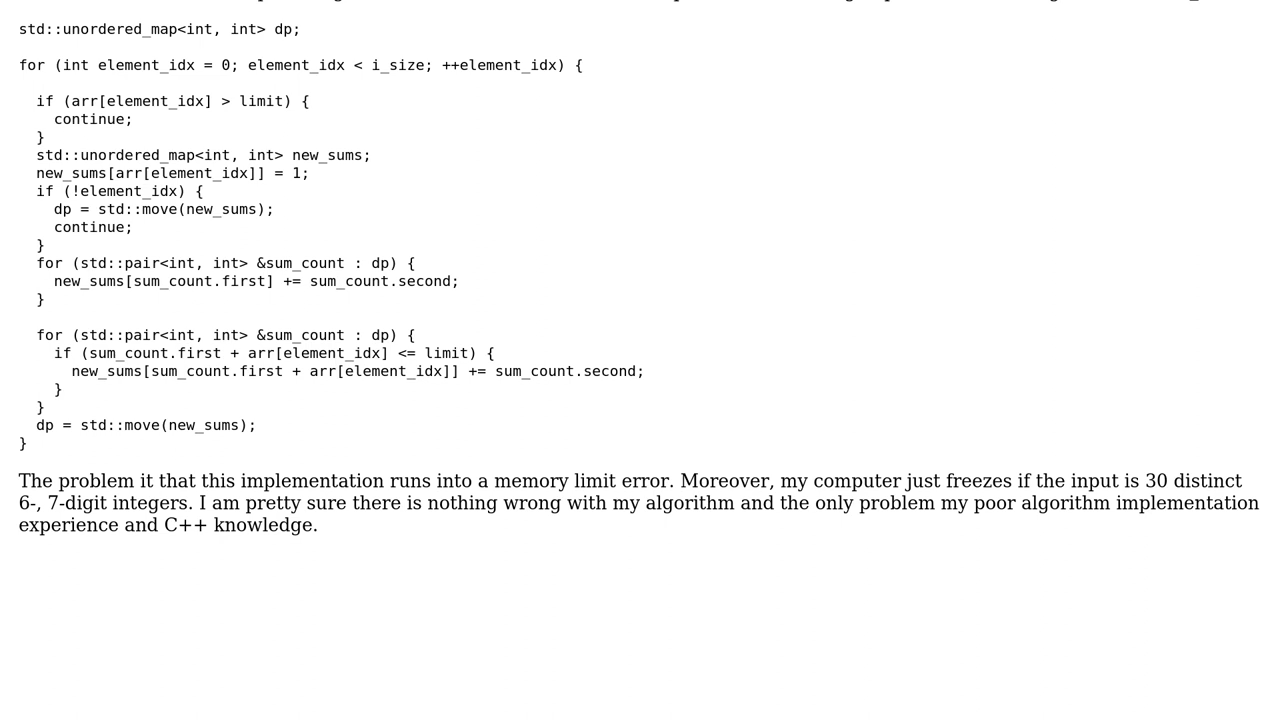 std::unordered_map<int, int> dp;
for (int element_idx = 0; element_idx < i_size; ++element_idx) {
if (arr[element_idx] > limit) {
continue;
}
std::unordered_map<int, int> new_sums;
new_sums[arr[element_idx]] = 1;
if (!element_idx) {
dp = std::move(new_sums);
continue;
}
for (std::pair<int, int> &sum_count : dp) {
new_sums[sum_count.first] += sum_count.second;
}
for (std::pair<int, int> &sum_count : dp) {
if (sum_count.first + arr[element_idx] <= limit) {
new_sums[sum_count.first + arr[element_idx]] += sum_count.second;
}
}
dp = std::move(new_sums);
}
The problem it that this implementation runs into a memory limit error. Moreover, my computer just freezes if the input is 30 distinct
6-, 7-digit integers. I am pretty sure there is nothing wrong with my algorithm and the only problem my poor algorithm implementation
experience and C++ knowledge.